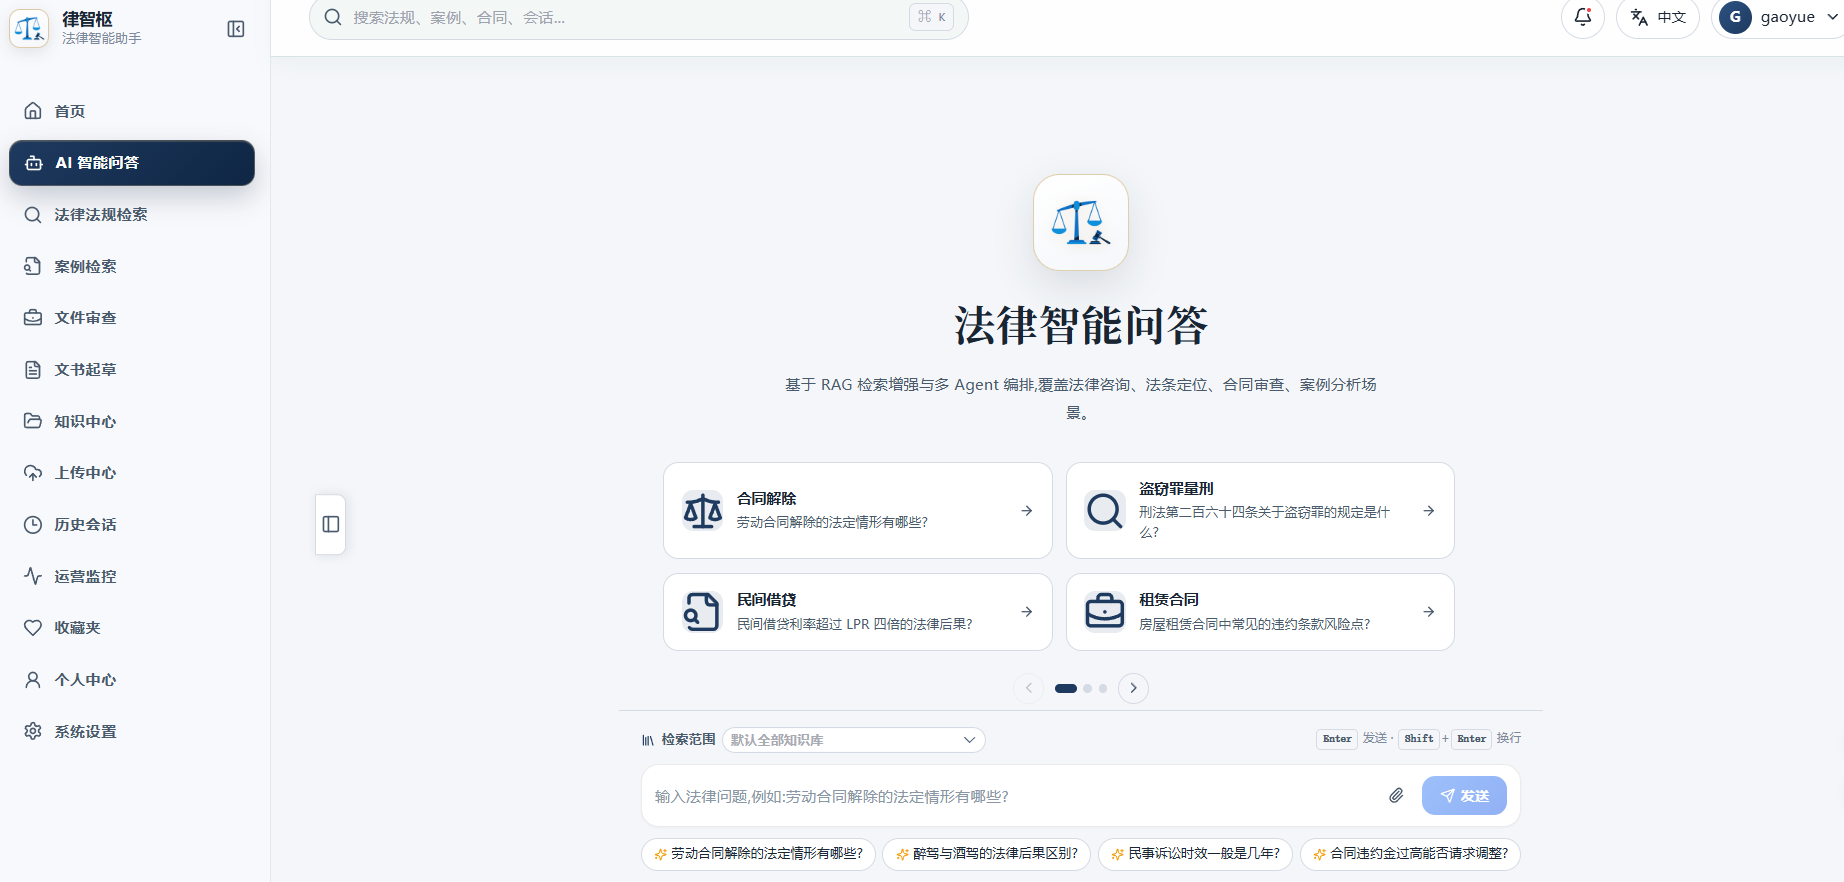 律智枢
法律智能助手
搜索法规、案例、合同、会话...
⌘ K
中文
G
gaoyue
首页
AI 智能问答
法律法规检索
案例检索
文件审查
文书起草
知识中心
上传中心
历史会话
运营监控
收藏夹
个人中心
系统设置
法律智能问答
基于 RAG 检索增强与多 Agent 编排,覆盖法律咨询、法条定位、合同审查、案例分析场
景。
合同解除
劳动合同解除的法定情形有哪些?
盗窃罪量刑
刑法第二百六十四条关于盗窃罪的规定是什
么?
民间借贷
民间借贷利率超过 LPR 四倍的法律后果?
租赁合同
房屋租赁合同中常见的违约条款风险点?
检索范围
默认全部知识库
Enter 发送 · Shift + Enter 换行
输入法律问题,例如:劳动合同解除的法定情形有哪些?
发送
劳动合同解除的法定情形有哪些?
醉驾与酒驾的法律后果区别?
民事诉讼时效一般是几年?
合同违约金过高能否请求调整?